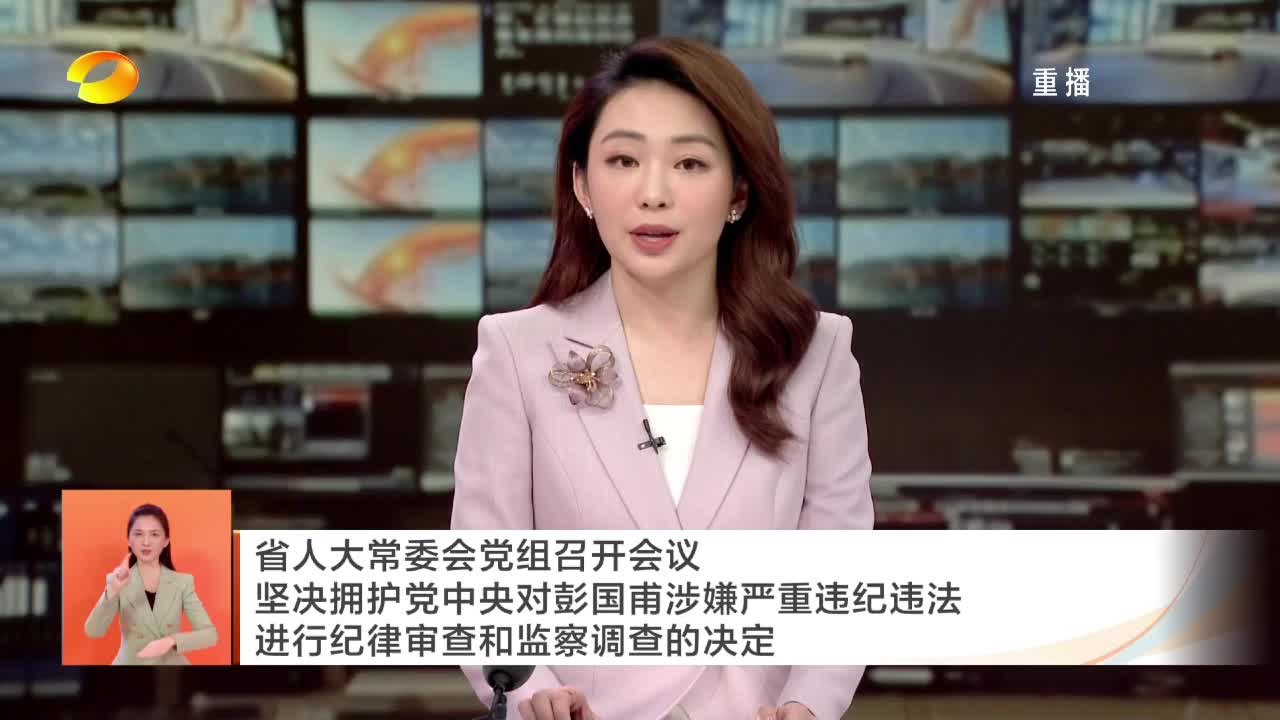 重播
省人大常委会党组召开会议
坚决拥护党中央对彭国甫涉嫌严重违纪违法
进行纪律审查和监察调查的决定